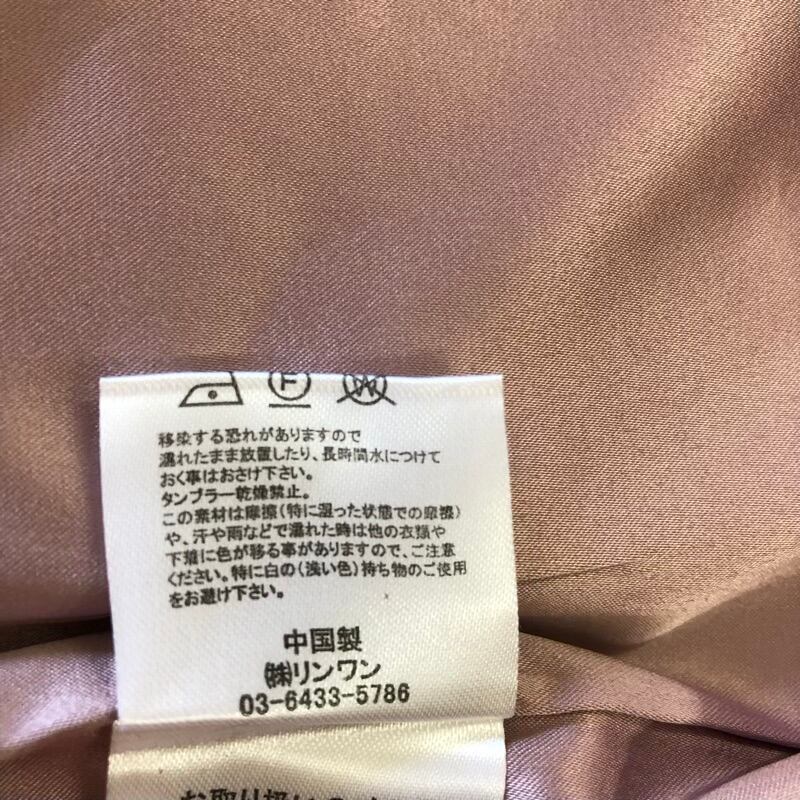 F
W
移染する恐れがありますので
濡れたまま放置したり、長時間水につけて
おく事はおさけ下さい。
タンブラー乾燥禁止。
この素材は摩擦(特に湿った状態での摩擦)
や、汗や雨などで濡れた時は他の衣類や
下着に色が移る事がありますので、ご注意
ください。特に白の(浅い色)持ち物のご使用
をお避け下さい。
中国製
㈱リンワン
03-6433-5786
お取り扱い